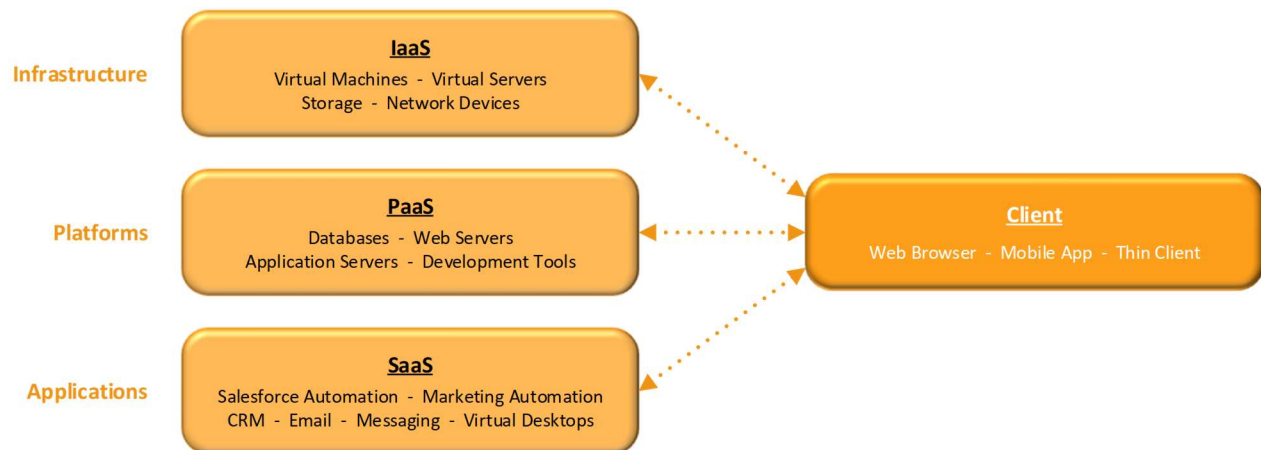 Infrastructure
IaaS
Virtual Machines - Virtual Servers
Storage - Network Devices
Platforms
PaaS
Databases - Web Servers
Application Servers - Development Tools
Applications
SaaS
Salesforce Automation - Marketing Automation
CRM - Email - Messaging - Virtual Desktops
Client
Web Browser - Mobile App - Thin Client